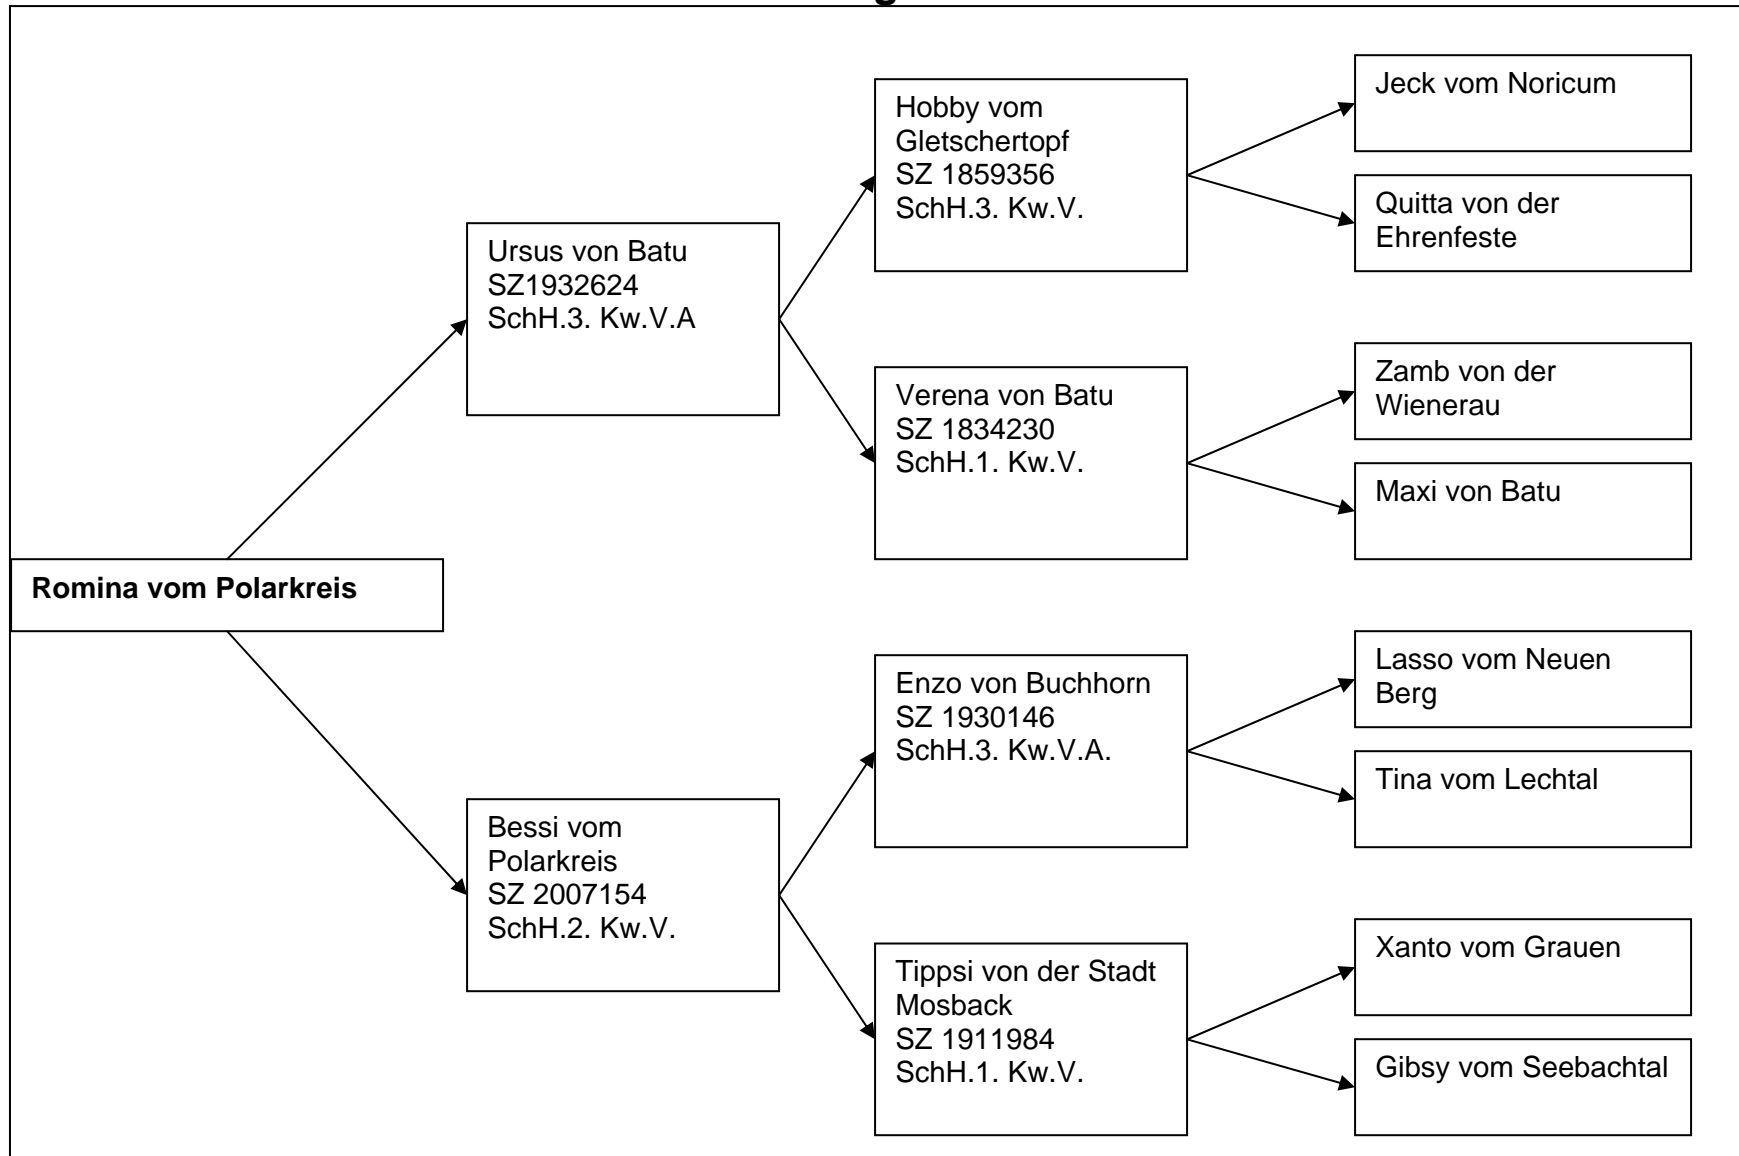 Romina vom Polarkreis
Ursus von Batu
SZ1932624
SchH.3. Kw.V.A
Bessi vom
Polarkreis
SZ 2007154
SchH.2. Kw.V.
Hobby vom
Gletschertopf
SZ 1859356
SchH.3. Kw.V.
Verena von Batu
SZ 1834230
SchH.1. Kw.V.
Enzo von Buchhorn
SZ 1930146
SchH.3. Kw.V.A.
Tippsi von der Stadt
Mosback
SZ 1911984
SchH.1. Kw.V.
Jeck vom Noricum
Quitta von der
Ehrenfeste
Zamb von der
Wienerau
Maxi von Batu
Lasso vom Neuen
Berg
Tina vom Lechtal
Xanto vom Grauen
Gibsy vom Seebachtal